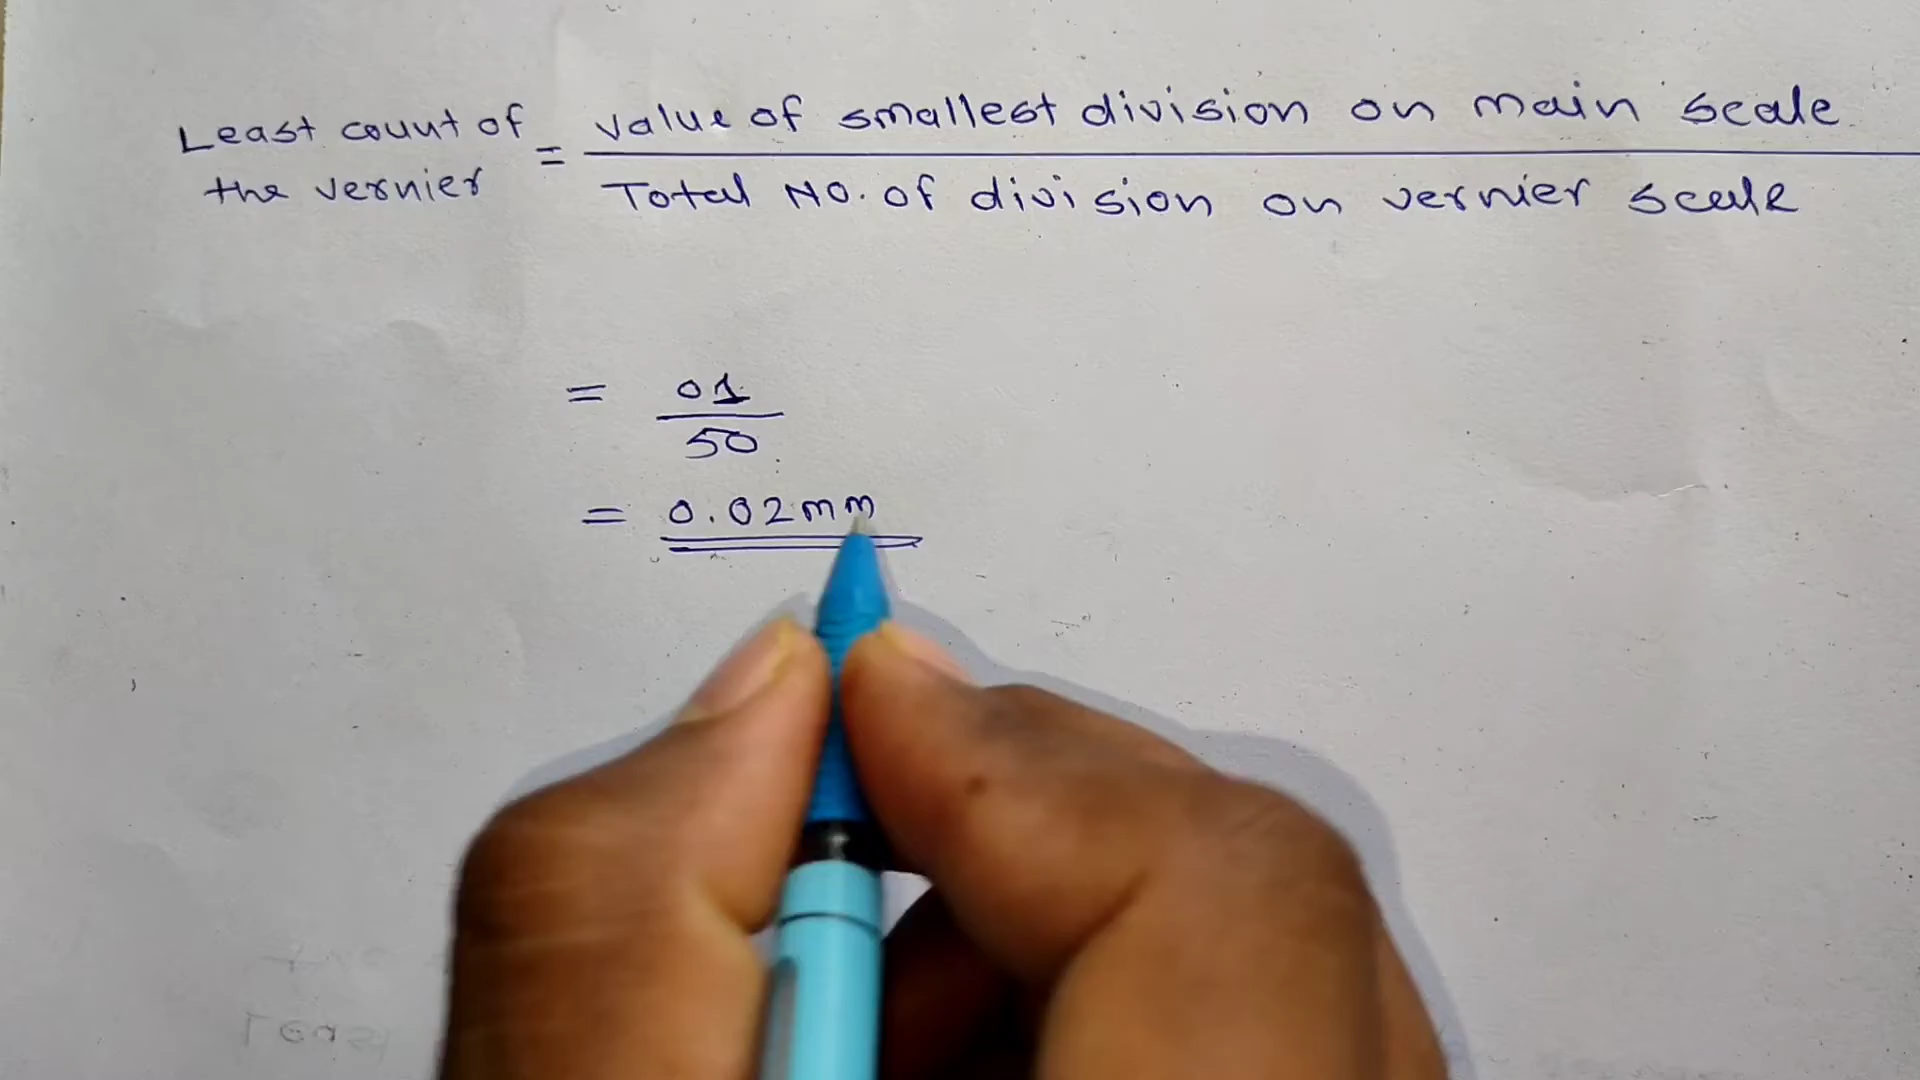 Least count of
the vernier
=
value of smallest division on main scale
Total No. of division on vernier scale
= 01
50
= 0.02mm